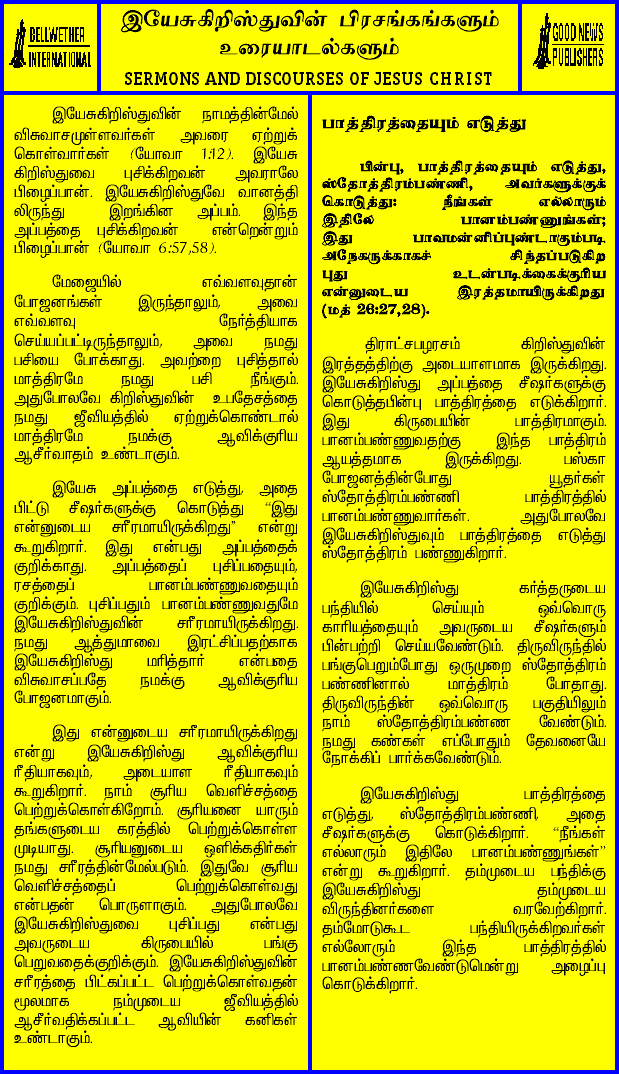 BELLWETHER
INTERNATIONAL
இயேசுகிறிஸ்துவின் பிரசங்கங்களும்
உரையாடல்களும்
SERMONS AND DISCOURSES OF JESUS CHRIST
GOOD NEWS
PUBLISHERS
இயேசுகிறிஸ்துவின் நாமத்தின்மேல்
விசுவாசமுள்ளவர்கள் அவரை ஏற்றுக்
கொள்வார்கள் (யோவா 1:12). இயேசு
கிறிஸ்துவை புசிக்கிறவன் அவராலே
பிழைப்பான். இயேசுகிறிஸ்துவே வானத்தி
லிருந்து இறங்கின அப்பம். இந்த
அப்பத்தை புசிக்கிறவன் என்றென்றும்
பிழைப்பான் (யோவா 6:57,58).
மேஜையில் எவ்வளவுதான்
போஜனங்கள் இருந்தாலும், அவை
எவ்வளவு நேர்த்தியாக
செய்யப்பட்டிருந்தாலும், அவை நமது
பசியை போக்காது. அவற்றை புசித்தால்
மாத்திரமே நமது பசி நீங்கும்.
அதுபோலவே கிறிஸ்துவின் உபதேசத்தை
நமது ஜீவியத்தில் ஏற்றுக்கொண்டால்
மாத்திரமே நமக்கு ஆவிக்குரிய
ஆசீர்வாதம் உண்டாகும்.
இயேசு அப்பத்தை எடுத்து, அதை
பிட்டு சீஷர்களுக்கு கொடுத்து “இது
என்னுடைய சரீரமாயிருக்கிறது” என்று
கூறுகிறார். இது என்பது அப்பத்தைக்
குறிக்காது. அப்பத்தைப் புசிப்பதையும்,
ரசத்தைப் பானம்பண்ணுவதையும்
குறிக்கும். புசிப்பதும் பானம்பண்ணுவதுமே
இயேசுகிறிஸ்துவின் சரீரமாயிருக்கிறது.
நமது ஆத்துமாவை இரட்சிப்பதற்காக
இயேசுகிறிஸ்து மரித்தார் என்பதை
விசுவாசப்பதே நமக்கு ஆவிக்குரிய
போஜனமாகும்.
இது என்னுடைய சரீரமாயிருக்கிறது
என்று இயேசுகிறிஸ்து ஆவிக்குரிய
ரீதியாகவும், அடையாள ரீதியாகவும்
கூறுகிறார். நாம் சூரிய வெளிச்சத்தை
பெற்றுக்கொள்கிறோம். சூரியனை யாரும்
தங்களுடைய கரத்தில் பெற்றுக்கொள்ள
முடியாது. சூரியனுடைய ஒளிக்கதிர்கள்
நமது சரீரத்தின்மேல்படும். இதுவே சூரிய
வெளிச்சத்தைப் பெற்றுக்கொள்வது
என்பதன் பொருளாகும். அதுபோலவே
இயேசுகிறிஸ்துவை புசிப்பது என்பது
அவருடைய கிருபையில் பங்கு
பெறுவதைக்குறிக்கும். இயேசுகிறிஸ்துவின்
சரீரத்தை பிட்கப்பட்ட பெற்றுக்கொள்வதன்
மூலமாக நம்முடைய ஜீவியத்தில்
ஆசீர்வதிக்கப்பட்ட ஆவியின் கனிகள்
உண்டாகும்.
பாத்திரத்தையும் எடுத்து
பின்பு, பாத்திரத்தையும் எடுத்து,
ஸ்தோத்திரம்பண்ணி, அவர்களுக்குக்
கொடுத்து: நீங்கள் எல்லாரும்
இதிலே பானம்பண்ணுங்கள்;
இது பாவமன்னிப்புண்டாகும்படி
அநேகருக்காகச் சிந்தப்படுகிற
புது உடன்படிக்கைக்குரிய
என்னுடைய இரத்தமாயிருக்கிறது
(மத் 26:27,28).
திராட்சபழரசம் கிறிஸ்துவின்
இரத்தத்திற்கு அடையாளமாக இருக்கிறது.
இயேசுகிறிஸ்து அப்பத்தை சீஷர்களுக்கு
கொடுத்தபின்பு பாத்திரத்தை எடுக்கிறார்.
இது கிருபையின் பாத்திரமாகும்.
பானம்பண்ணுவதற்கு இந்த பாத்திரம்
ஆயத்தமாக இருக்கிறது. பஸ்கா
போஜனத்தின்போது யூதர்கள்
ஸ்தோத்திரம்பண்ணி பாத்திரத்தில்
பானம்பண்ணுவார்கள். அதுபோலவே
இயேசுகிறிஸ்துவும் பாத்திரத்தை எடுத்து
ஸ்தோத்திரம் பண்ணுகிறார்.
இயேசுகிறிஸ்து கர்த்தருடைய
பந்தியில் செய்யும் ஒவ்வொரு
காரியத்தையும் அவருடைய சீஷர்களும்
பின்பற்றி செய்யவேண்டும். திருவிருந்தில்
பங்குபெறும்போது ஒருமுறை ஸ்தோத்திரம்
பண்ணினால் மாத்திரம் போதாது.
திருவிருந்தின் ஒவ்வொரு பகுதியிலும்
நாம் ஸ்தோத்திரம்பண்ண வேண்டும்.
நமது கண்கள் எப்போதும் தேவனையே
நோக்கிப் பார்க்கவேண்டும்.
இயேசுகிறிஸ்து பாத்திரத்தை
எடுத்து, ஸ்தோத்திரம்பண்ணி, அதை
சீஷர்களுக்கு கொடுக்கிறார். “நீங்கள்
எல்லாரும் இதிலே பானம்பண்ணுங்கள்”
என்று கூறுகிறார். தம்முடைய பந்திக்கு
இயேசுகிறிஸ்து தம்முடைய
விருந்தினர்களை வரவேற்கிறார்.
தம்மோடுகூட பந்தியிருக்கிறவர்கள்
எல்லோரும் இந்த பாத்திரத்தில்
பானம்பண்ணவேண்டுமென்று அழைப்பு
கொடுக்கிறார்.